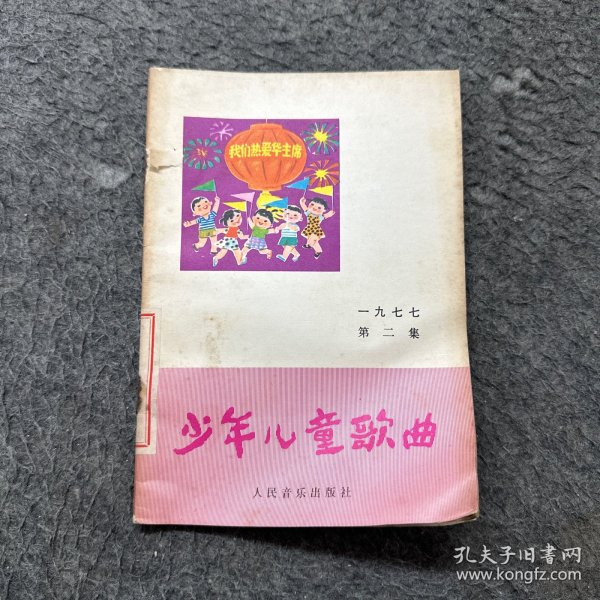 我们热爱华主席
一九七七
第二集
少年儿童歌曲
人民音乐出版社
孔夫子旧书网
www.kongfz.com